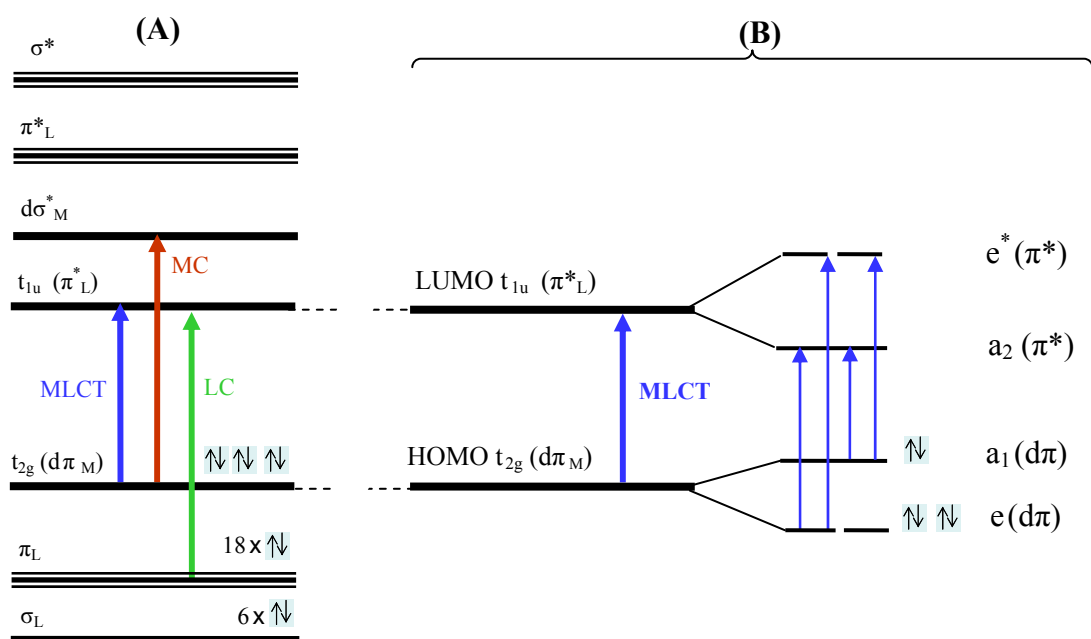 (A)
σ*
π*L
dσ*M
MC
t1u (π*L)
MLCT
LC
t2g (dπM)
πL
18 x
σL
6 x
(B)
LUMO t1u (π*L)
MLCT
HOMO t2g (dπM)
e* (π*)
a2 (π*)
a1 (dπ)
e (dπ)